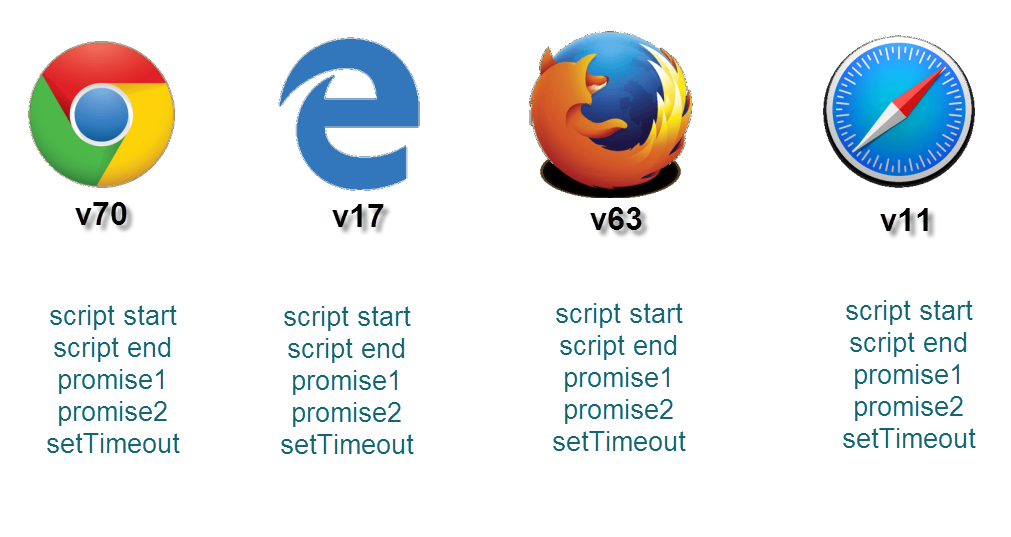 v70
script start
script end
promise1
promise2
setTimeout
v17
script start
script end
promise1
promise2
setTimeout
v63
script start
script end
promise1
promise2
setTimeout
v11
script start
script end
promise1
promise2
setTimeout